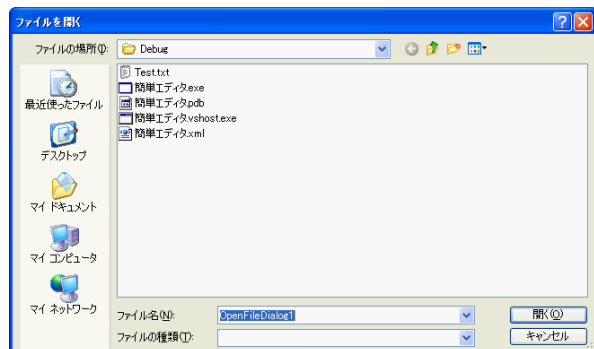 ファイルを開く
ファイルの場所(I):
Debug
Test.txt
簡単エディタ.exe
簡単エディタ.pdb
簡単エディタ.vshost.exe
簡単エディタ.xml
最近使ったファイル
デスクトップ
マイ ドキュメント
マイ コンピュータ
マイ ネットワーク
ファイル名(N):
OpenFileDialog1
開く(O)
ファイルの種類(T):
キャンセル